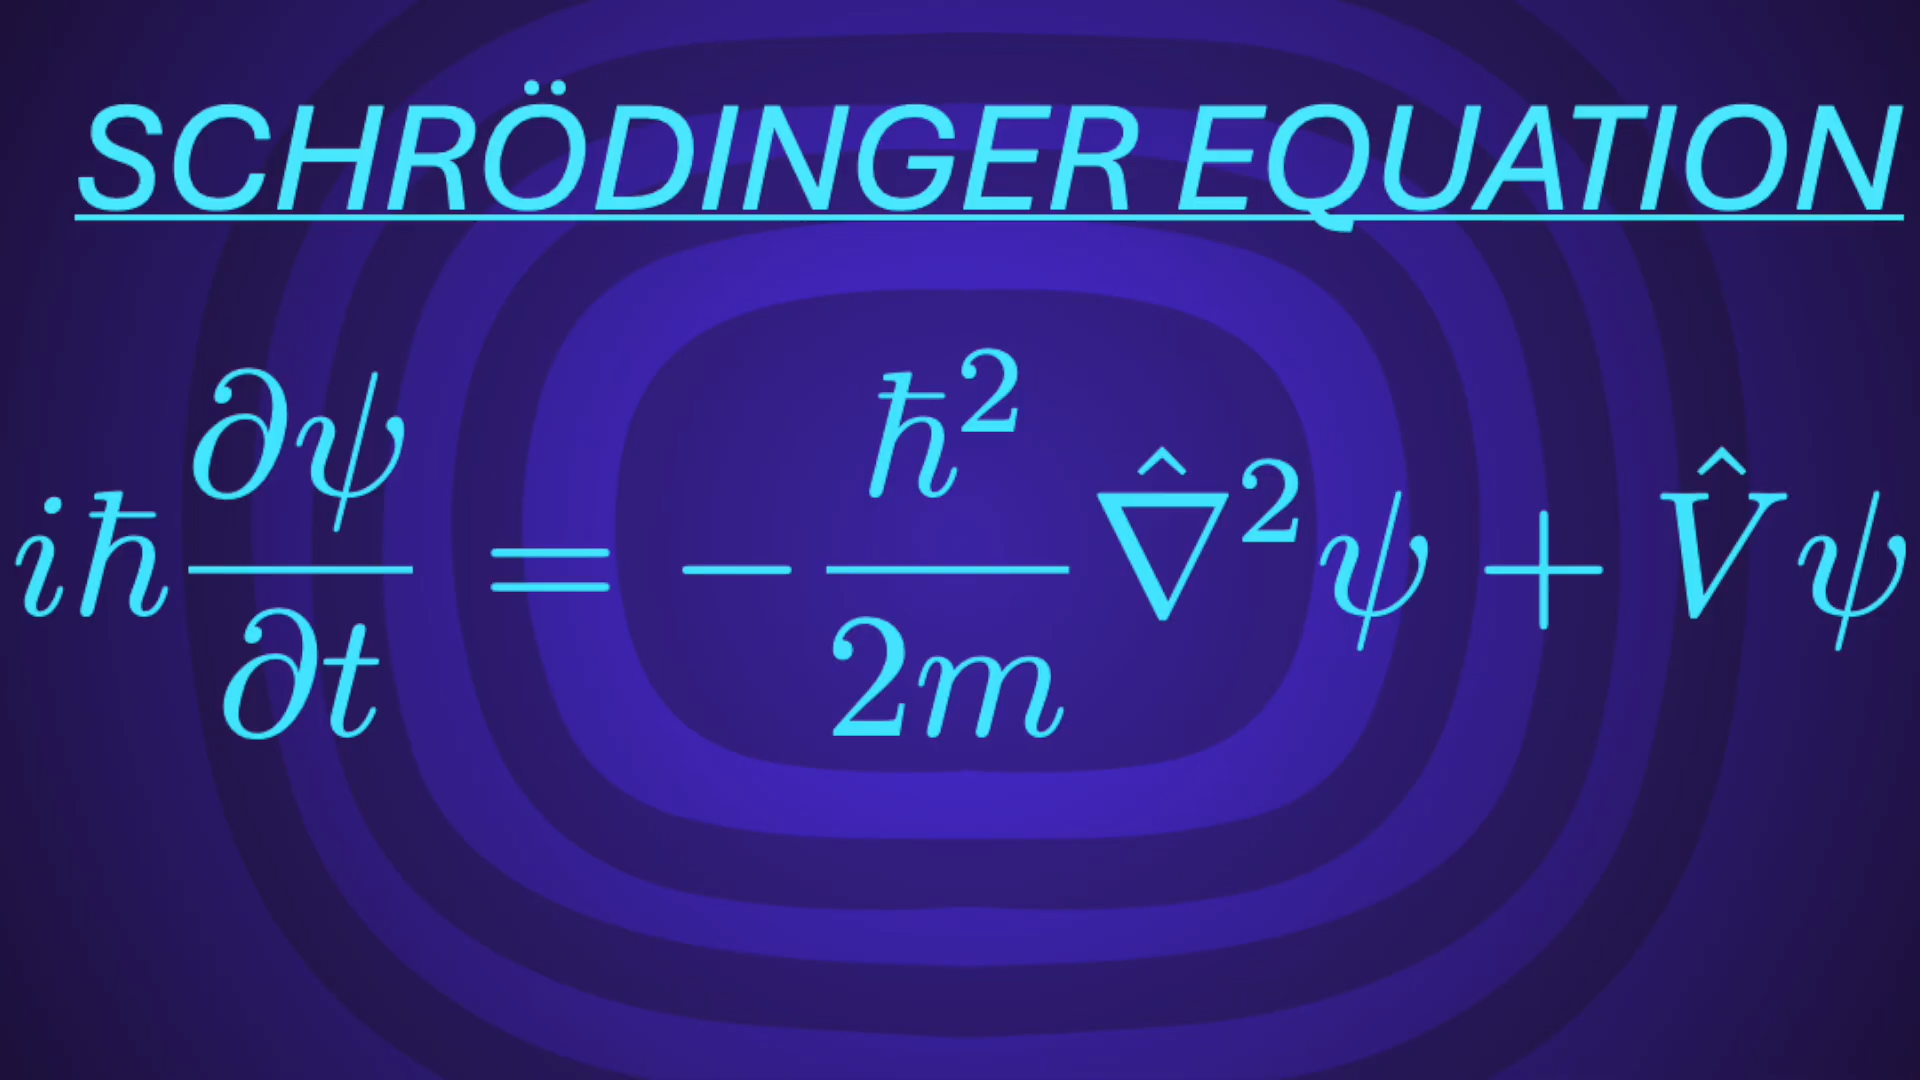 SCHRÖDINGER EQUATION
iħ ∂ψ/∂t = − ħ²/2m ∇̂²ψ + V̂ψ